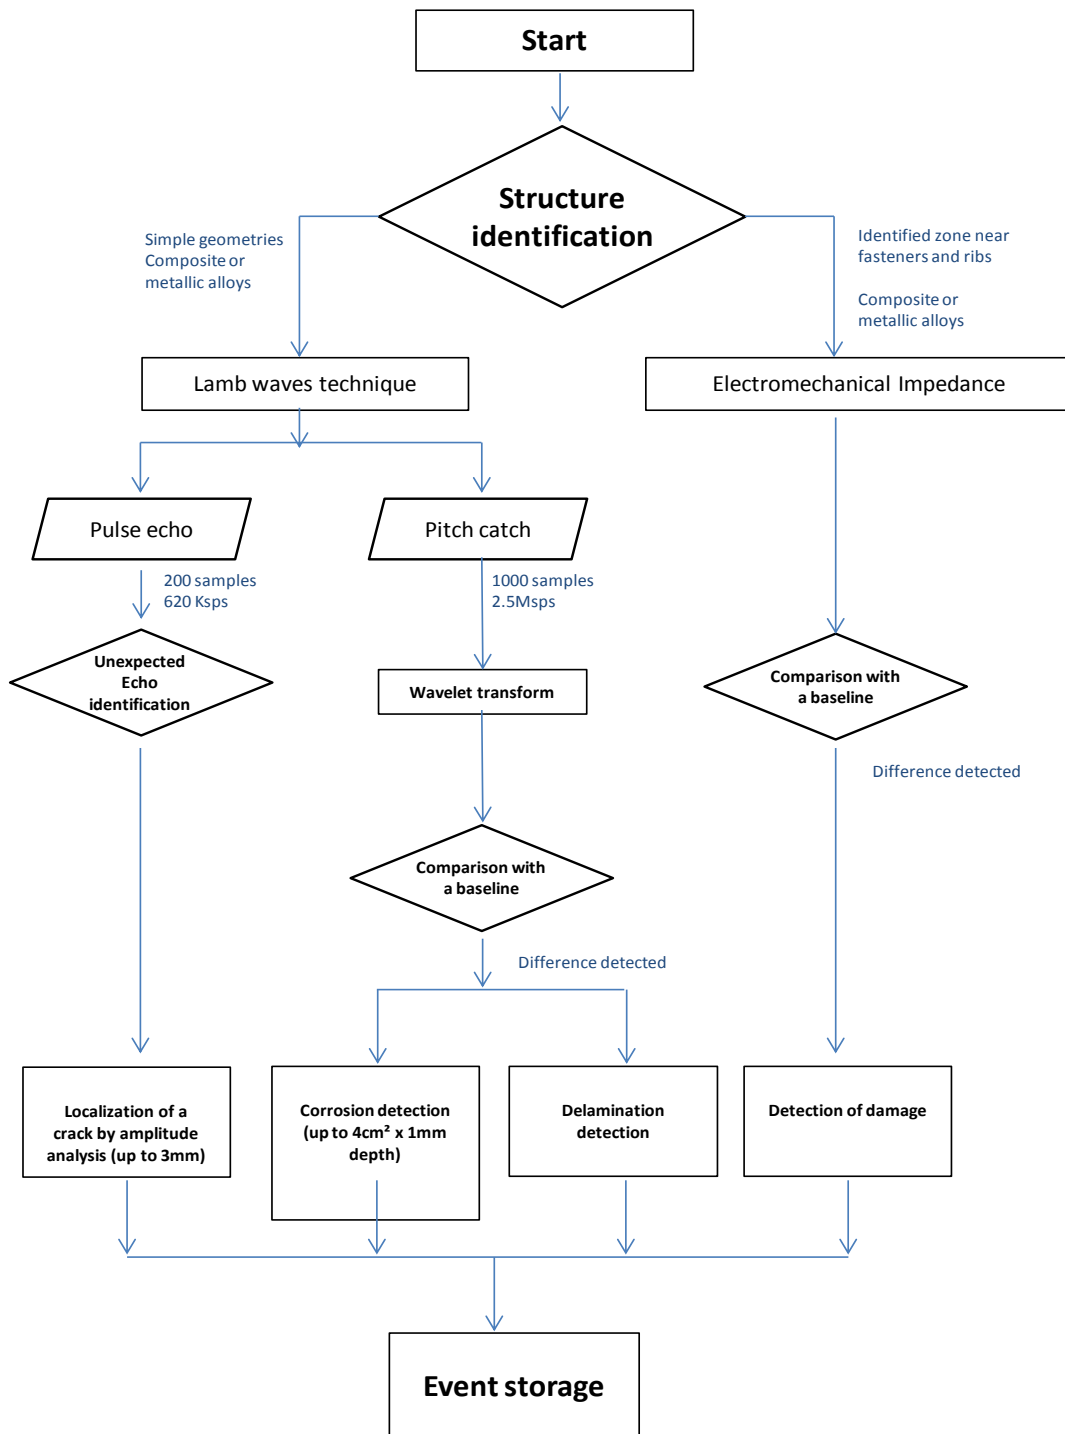 Start
Structure
identification
Simple geometries
Composite or
metallic alloys
Identified zone near
fasteners and ribs
Composite or
metallic alloys
Lamb waves technique
Electromechanical Impedance
Pulse echo
Pitch catch
200 samples
620 Ksps
1000 samples
2.5Msps
Unexpected
Echo
identification
Wavelet transform
Comparison with
a baseline
Difference detected
Comparison with
a baseline
Difference detected
Localization of a
crack by amplitude
analysis (up to 3mm)
Corrosion detection
(up to 4cm² x 1mm
depth)
Delamination
detection
Detection of damage
Event storage